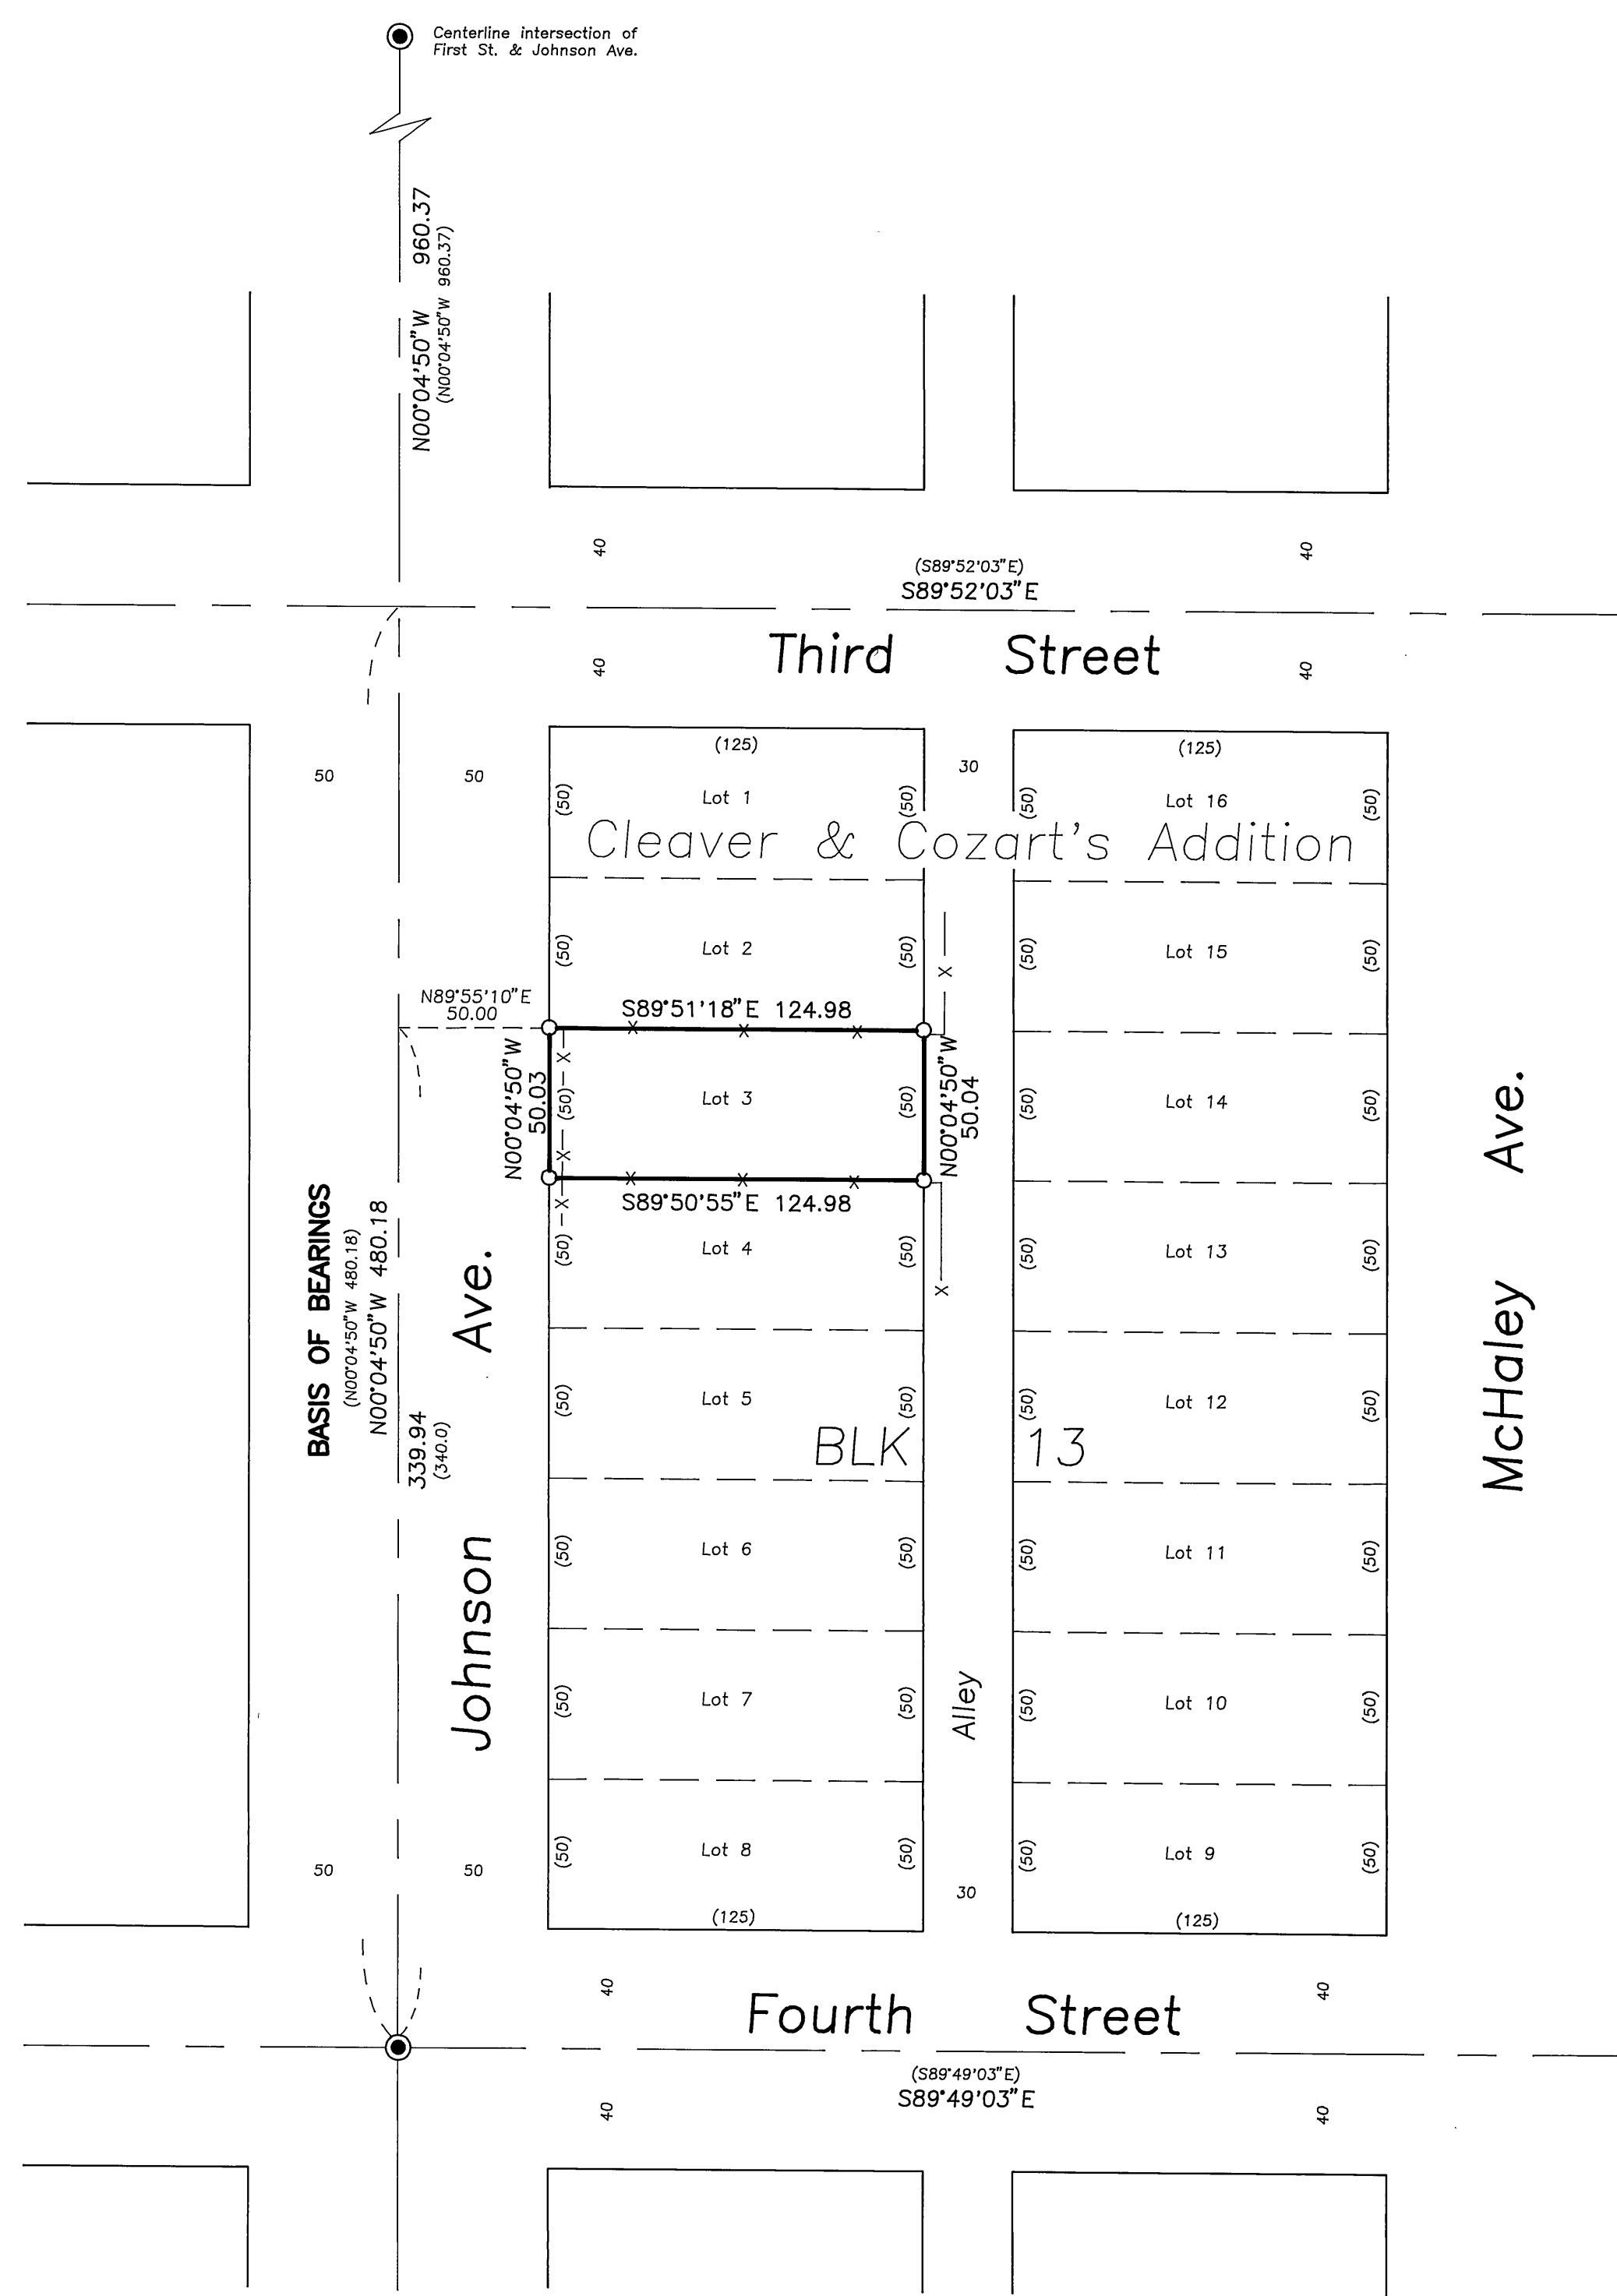 Centerline intersection of
First St. & Johnson Ave.
N00°04'50"W 960.37
(N00°04'50"W 960.37)
40
40
(S89°52'03"E)
S89°52'03"E
Third Street
40
40
50
50
(125)
30
(125)
(50)
Lot 1
(50)
(50)
Lot 16
(50)
Cleaver & Cozart's Addition
(50)
Lot 2
(50)
(50)
Lot 15
(50)
X
N89°55'10"E
50.00
S89°51'18"E 124.98
X
X
X
N00°04'50"W
50.03
X
(50)
X
Lot 3
(50)
N00°04'50"W
50.04
(50)
Lot 14
(50)
X
X
X
S89°50'55"E 124.98
X
(50)
Lot 4
(50)
X
(50)
Lot 13
(50)
BASIS OF BEARINGS
(N00°04'50"W 480.18)
N00°04'50"W 480.18
339.94
(340.0)
Johnson Ave.
McHaley Ave.
(50)
Lot 5
(50)
(50)
Lot 12
(50)
BLK 13
(50)
Lot 6
(50)
(50)
Lot 11
(50)
(50)
Lot 7
(50)
Alley
(50)
Lot 10
(50)
(50)
Lot 8
(50)
(50)
Lot 9
(50)
50
50
30
(125)
(125)
40
40
Fourth Street
(S89°49'03"E)
S89°49'03"E
40
40